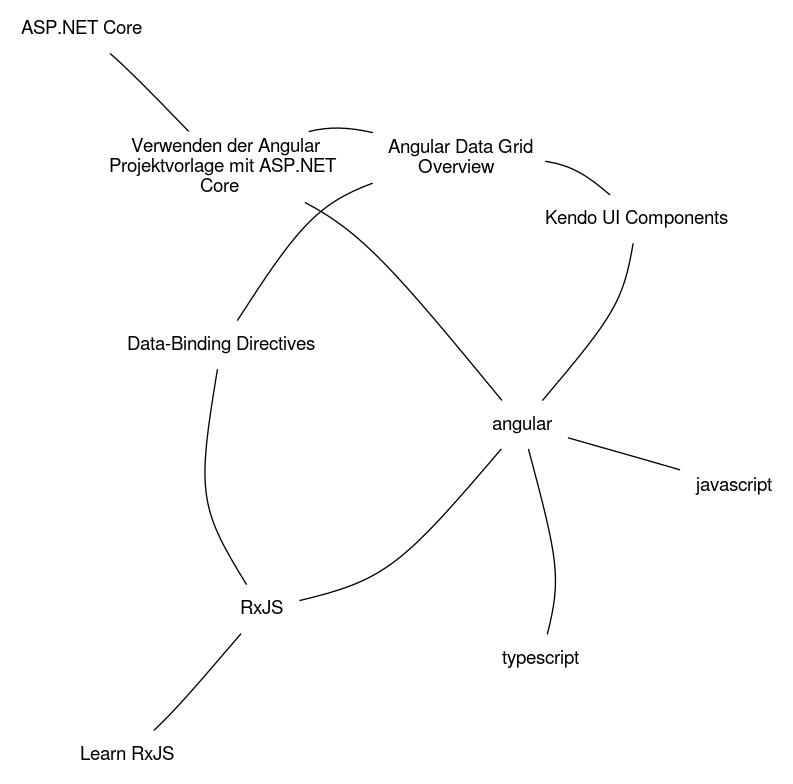 ASP.NET Core
Verwenden der Angular
Projektvorlage mit ASP.NET
Core
Angular Data Grid
Overview
Kendo UI Components
Data-Binding Directives
angular
javascript
RxJS
typescript
Learn RxJS